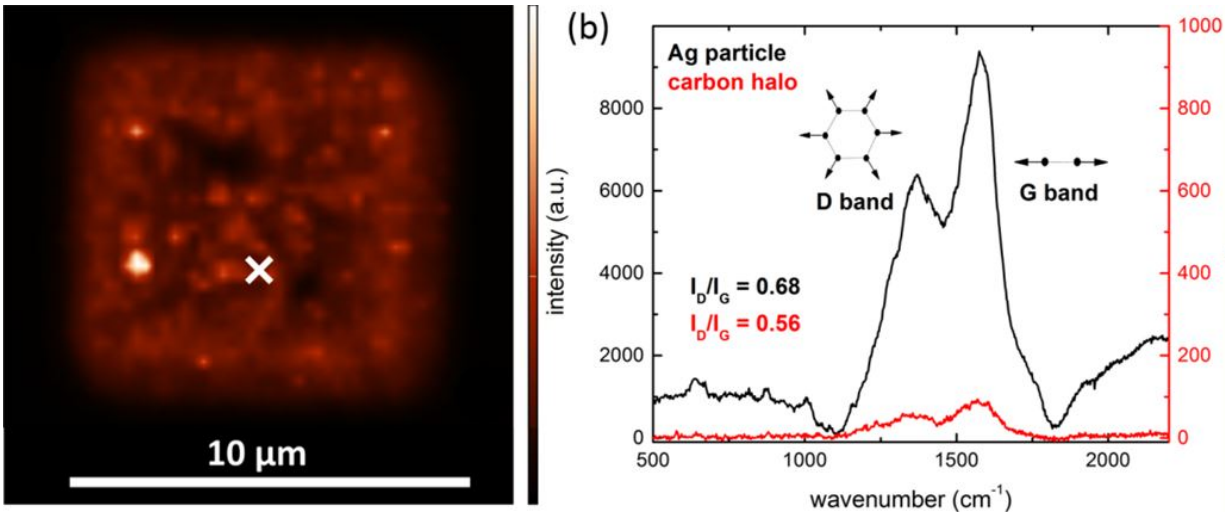 10 µm
intensity (a.u.)
(b)
Ag particle
carbon halo
D band
G band
I_D/I_G = 0.68
I_D/I_G = 0.56
8000
6000
4000
2000
0
1000
800
600
400
200
0
500
1000
1500
2000
wavenumber (cm⁻¹)